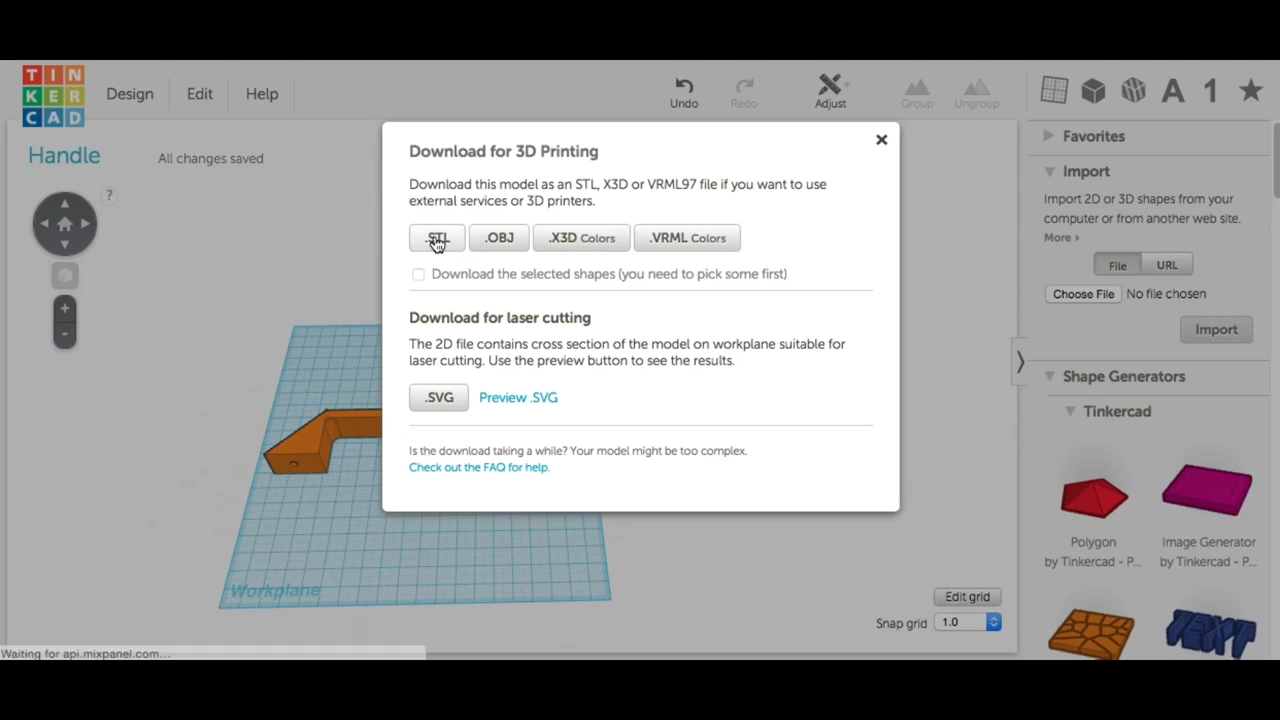 TINKERCAD
Design
Edit
Help
Undo
Redo
Adjust
Group
Ungroup
A
1
Handle
All changes saved
?
+
-
Download for 3D Printing
Download this model as an STL, X3D or VRML97 file if you want to use
external services or 3D printers.
.STL
.OBJ
.X3D Colors
.VRML Colors
Download the selected shapes (you need to pick some first)
Download for laser cutting
The 2D file contains cross section of the model on workplane suitable for
laser cutting. Use the preview button to see the results.
.SVG
Preview .SVG
Is the download taking a while? Your model might be too complex.
Check out the FAQ for help.
Workplane
Edit grid
Snap grid
1.0
Waiting for api.mixpanel.com...
Favorites
Import
Import 2D or 3D shapes from your
computer or from another web site.
More
File
URL
Choose File No file chosen
Import
Shape Generators
Tinkercad
Polygon
by Tinkercad - P...
Image Generator
by Tinkercad - P...
TEXT